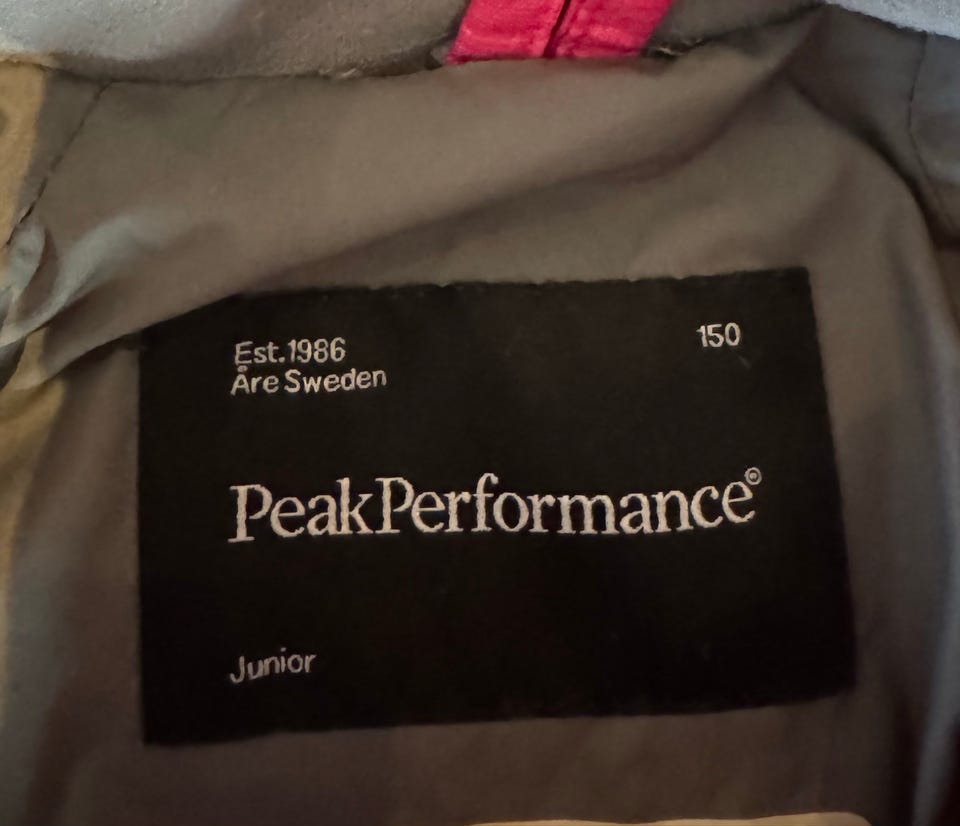 Est.1986
Åre Sweden
150
PeakPerformance®
Junior